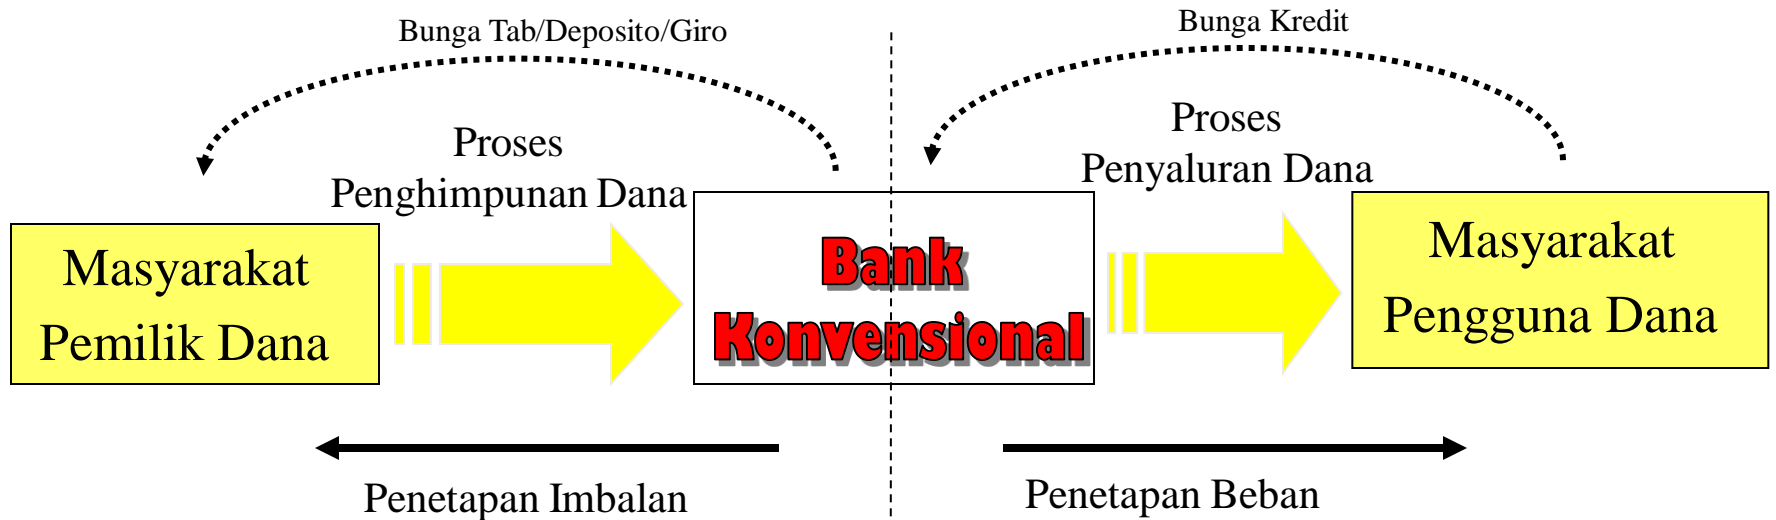 Bunga Tab/Deposito/Giro
Bunga Kredit
Proses
Penghimpunan Dana
Proses
Penyaluran Dana
Masyarakat
Pemilik Dana
Bank
Konvensional
Masyarakat
Pengguna Dana
Penetapan Imbalan
Penetapan Beban